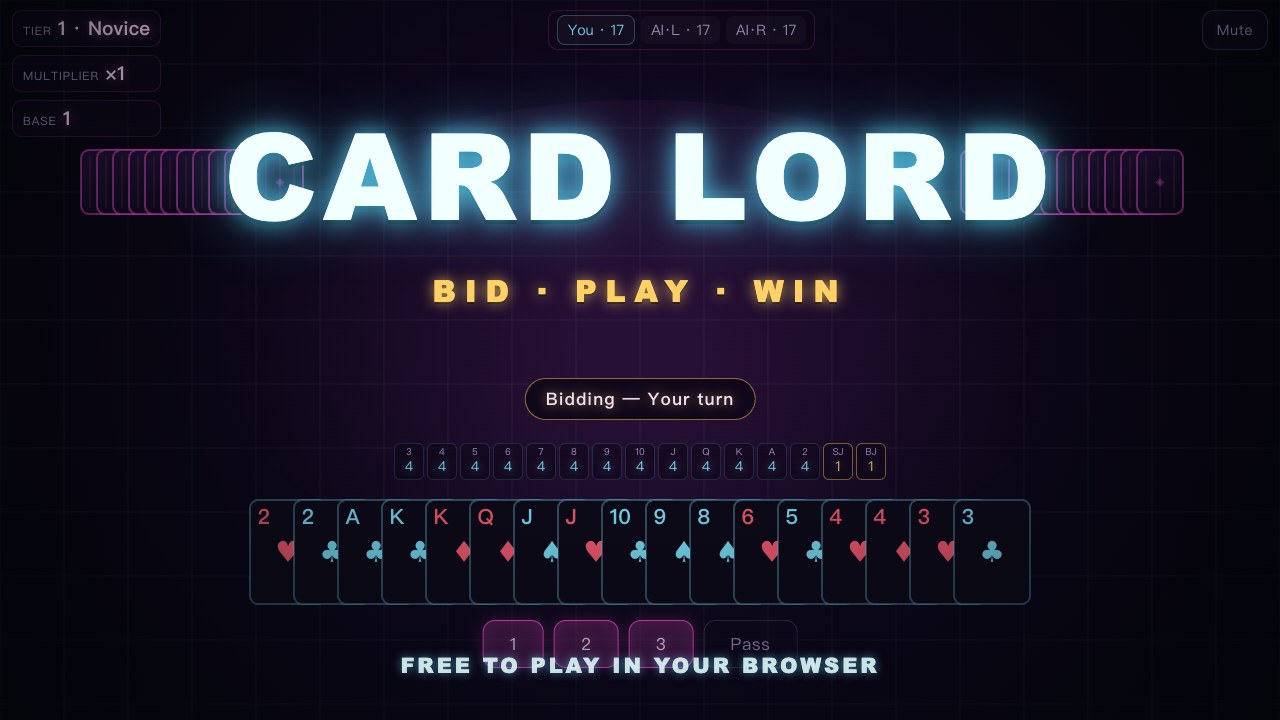 TIER 1 · Novice
You · 17 AI·L · 17 AI·R · 17
Mute
MULTIPLIER ×1
BASE 1
CARD LORD
BID · PLAY · WIN
Bidding — Your turn
3 4 5 6 7 8 9 10 J Q K A 2 SJ BJ
4 4 4 4 4 4 4 4 4 4 4 4 4 1 1
2 2 A K K Q J J 10 9 8 6 5 4 4 3 3
1 2 3 Pass
FREE TO PLAY IN YOUR BROWSER